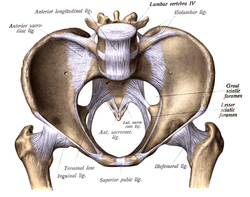 Anterior longitudinal lig.
Lumbar vertebra IV
Iliolumbar lig.
Anterior sacro-
iliac lig.
Great
sciatic
foramen
Lesser
sciatic
foramen
Ant. sacrococc.
lig.
Terminal line
Inguinal lig.
Superior pubic lig.
Iliofemoral lig.